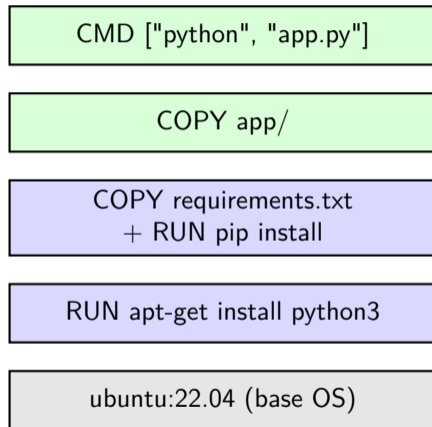 CMD ["python", "app.py"]
COPY app/
COPY requirements.txt
+ RUN pip install
RUN apt-get install python3
ubuntu:22.04 (base OS)